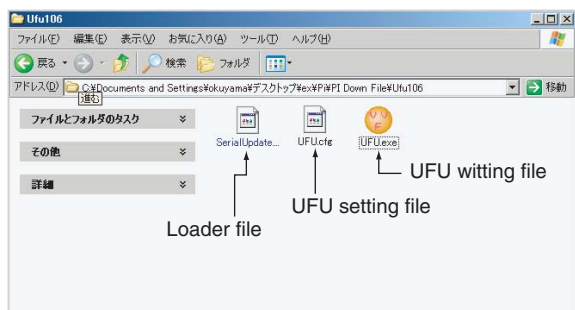 Ufu106
ファイル(F) 編集(E) 表示(V) お気に入り(A) ツール(T) ヘルプ(H)
戻る 検索 フォルダ
アドレス(D) C:¥Documents and Settings¥okuyama¥デスクトップ¥ex¥Pi¥PI Down File¥Ufu106 移動
進む
ファイルとフォルダのタスク
その他
詳細
SerialUpdate... UFU.cfg UFU.exe
UFU witting file
UFU setting file
Loader file